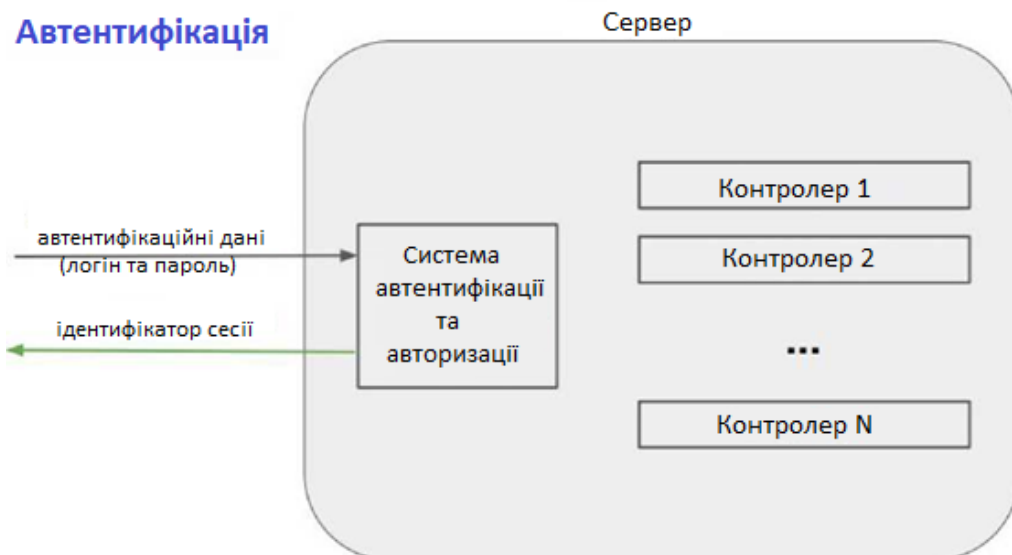 Автентифікація
Сервер
автентифікаційні дані
(логін та пароль)
ідентифікатор сесії
Система
автентифікації
та
авторизації
Контролер 1
Контролер 2
...
Контролер N